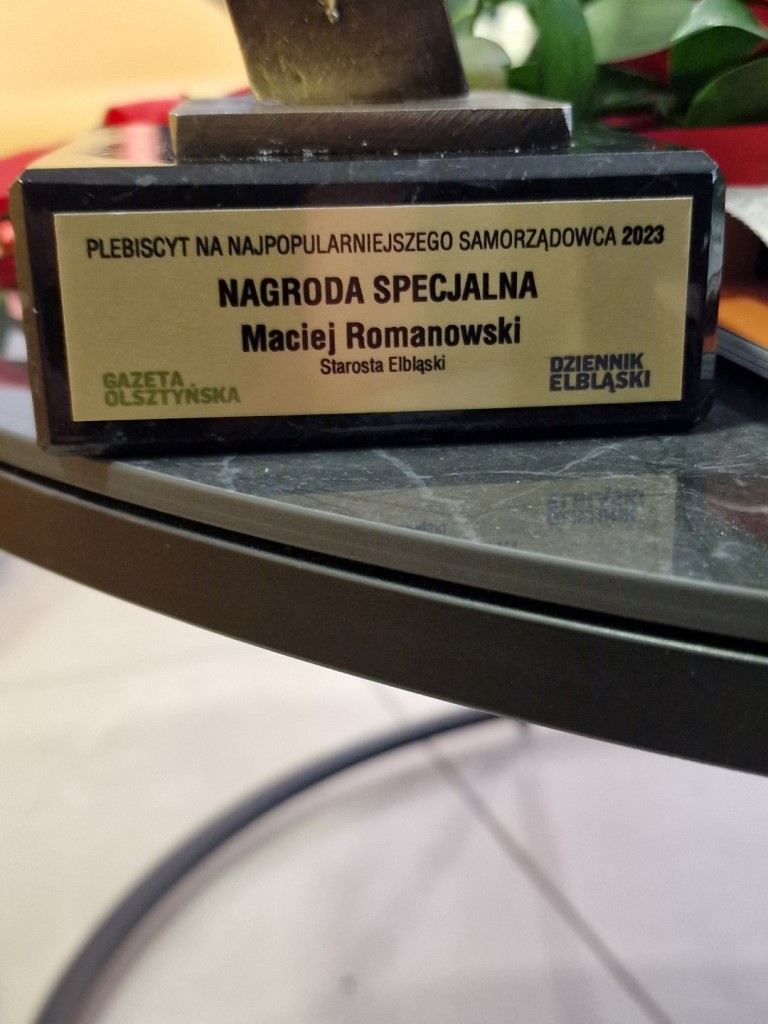 PLEBISCYT NA NAJPOPULARNIEJSZEGO SAMORZĄDOWCA 2023
NAGRODA SPECJALNA
Maciej Romanowski
Starosta Elbląski
GAZETA
OLSZTYŃSKA
DZIENNIK
ELBLĄSKI